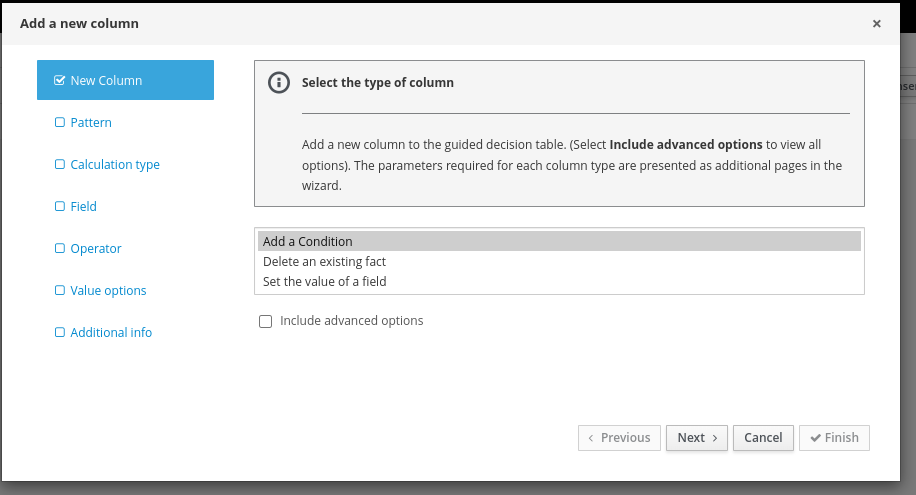 Add a new column
×
New Column
Pattern
Calculation type
Field
Operator
Value options
Additional info
Select the type of column
Add a new column to the guided decision table. (Select Include advanced options to view all
options). The parameters required for each column type are presented as additional pages in the
wizard.
Add a Condition
Delete an existing fact
Set the value of a field
Include advanced options
Previous
Next
Cancel
Finish